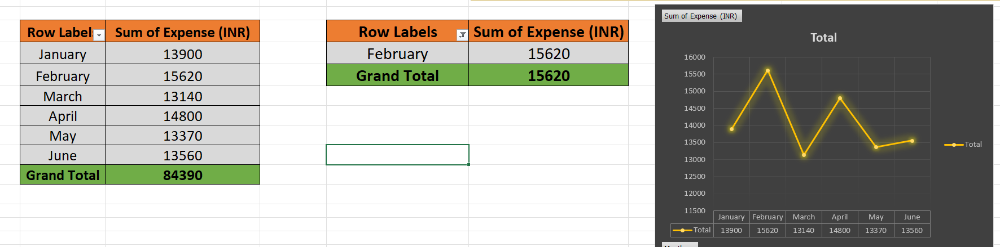 Row Labels Sum of Expense (INR)
January 13900
February 15620
March 13140
April 14800
May 13370
June 13560
Grand Total 84390
Row Labels Sum of Expense (INR)
February 15620
Grand Total 15620
Sum of Expense (INR)
Total
16000
15500
15000
14500
14000
13500
13000
12500
12000
11500
Total
January February March April May June
Total 13900 15620 13140 14800 13370 13560